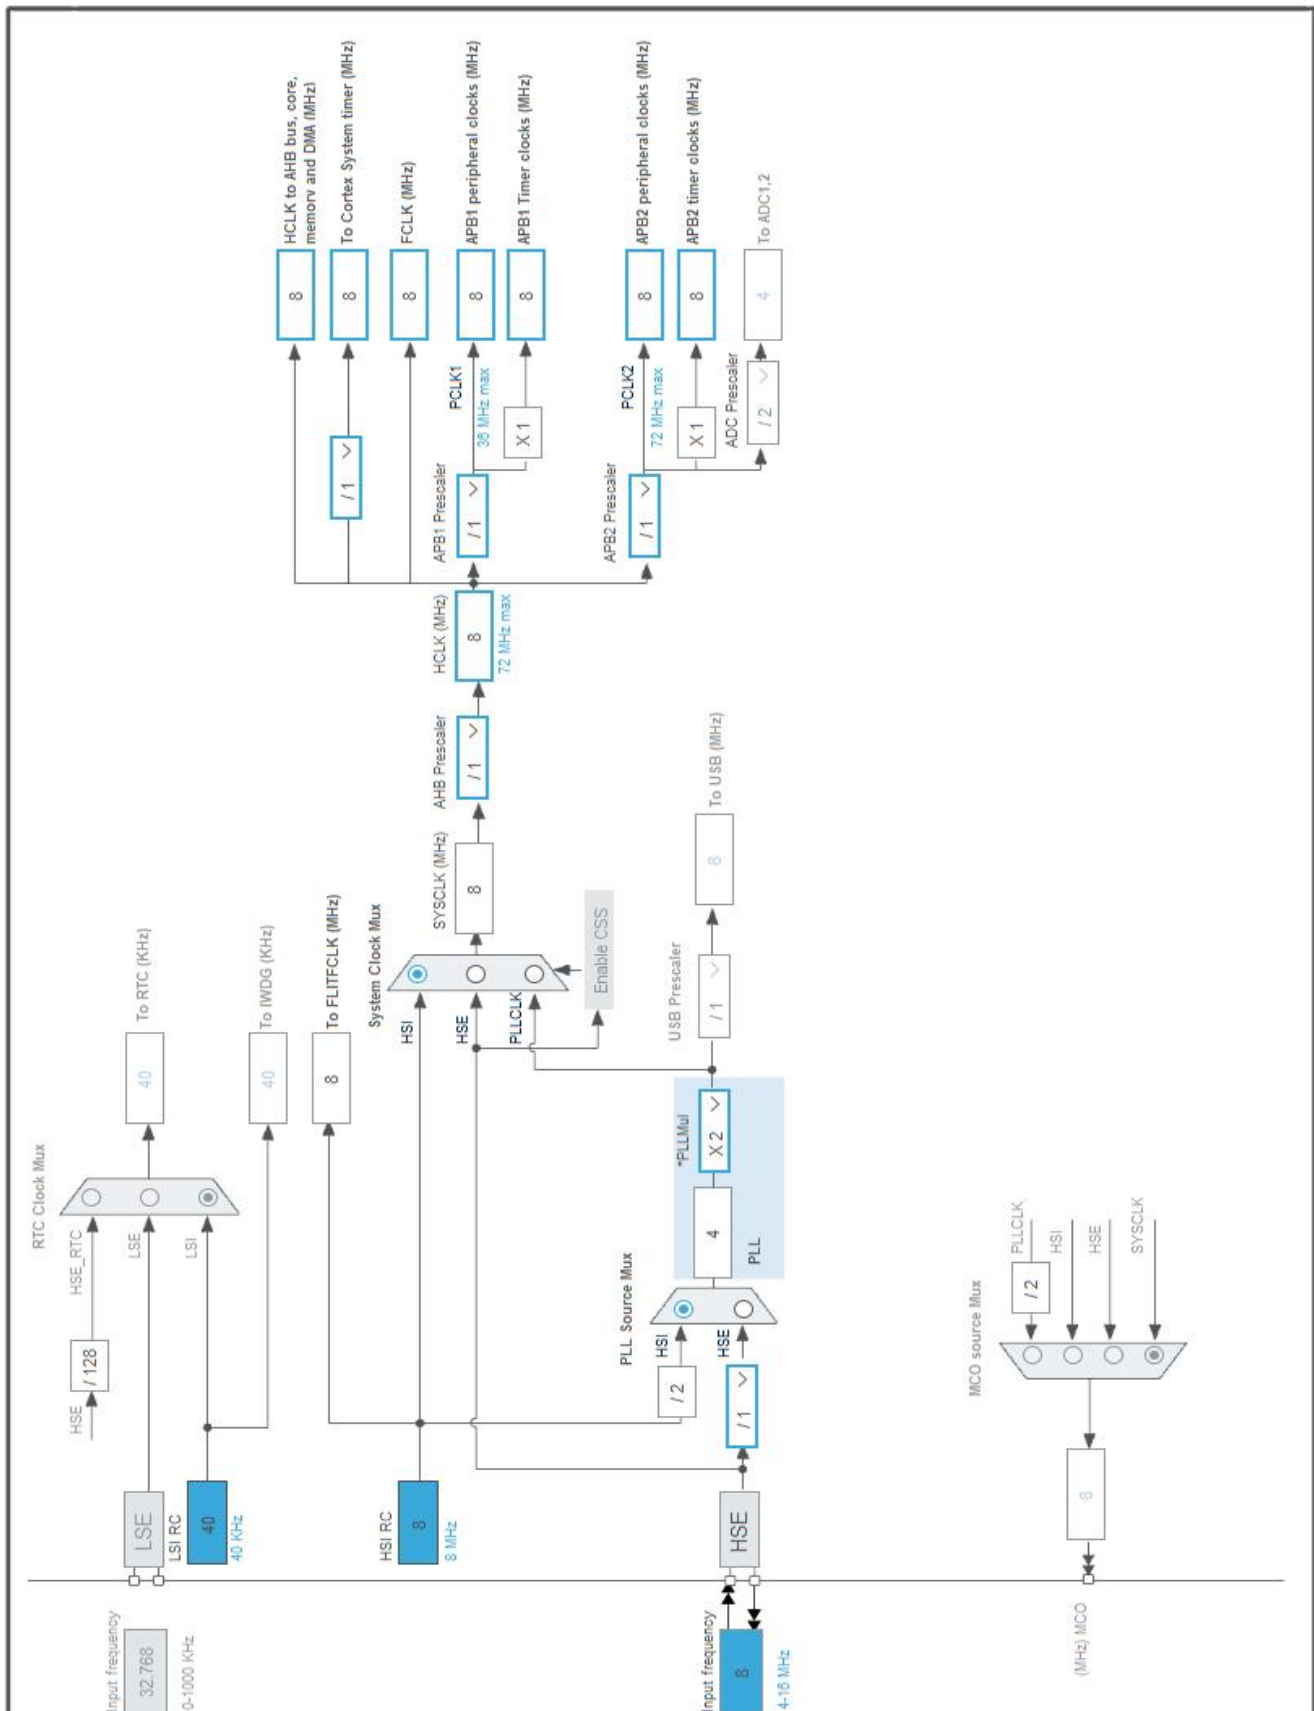 Input frequency
32.768
0-1000 KHz
LSE
LSI RC
40
40 KHz
HSE
/ 128
HSE_RTC
LSE
LSI
RTC Clock Mux
40
To RTC (KHz)
40
To IWDG (KHz)
8
To FLITFCLK (MHz)
HSI RC
8
8 MHz
HSI
HSE
PLLCLK
System Clock Mux
Enable CSS
SYSCLK (MHz)
8
AHB Prescaler
/ 1
HCLK (MHz)
8
72 MHz max
/ 1
8
HCLK to AHB bus, core,
memory and DMA (MHz)
8
To Cortex System timer (MHz)
8
FCLK (MHz)
APB1 Prescaler
/ 1
PCLK1
36 MHz max
X 1
8
APB1 peripheral clocks (MHz)
8
APB1 Timer clocks (MHz)
APB2 Prescaler
/ 1
PCLK2
72 MHz max
X 1
8
APB2 peripheral clocks (MHz)
8
APB2 timer clocks (MHz)
ADC Prescaler
/ 2
4
To ADC1,2
Input frequency
8
4-16 MHz
HSE
/ 2
/ 1
HSI
HSE
PLL Source Mux
4
*PLLMul
X 2
PLL
USB Prescaler
/ 1
8
To USB (MHz)
(MHz) MCO
8
MCO source Mux
/ 2
PLLCLK
HSI
HSE
SYSCLK